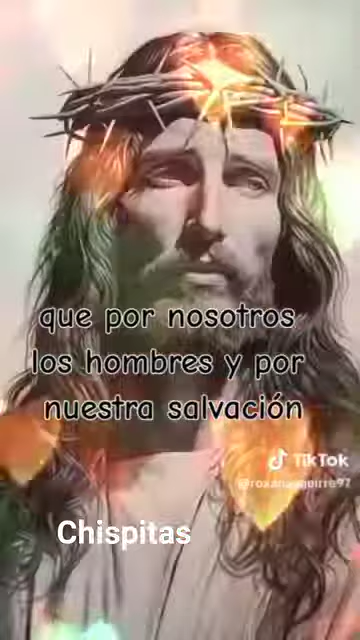 que por nosotros
los hombres y por
nuestra salvación
TikTok
Chispitas